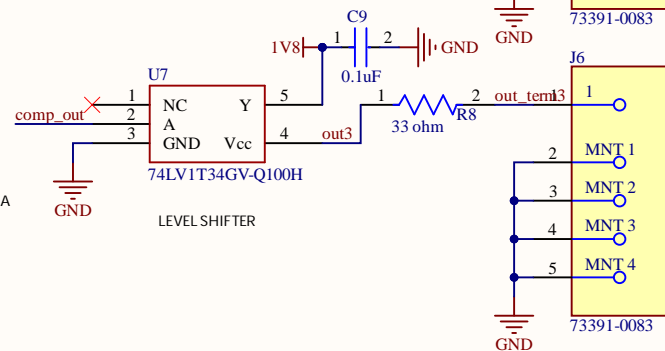 73391-0083
GND
C9
1V8 1 2 GND
0.1uF
J6
U7
comp_out 1 NC Y 5
2 A
3 GND Vcc 4 out3
74LV1T34GV-Q100H
GND
A
LEVEL SHIFTER
1 2 out_term3 1 1
33 ohm R8
2 MNT 1
3 MNT 2
4 MNT 3
5 MNT 4
73391-0083
GND